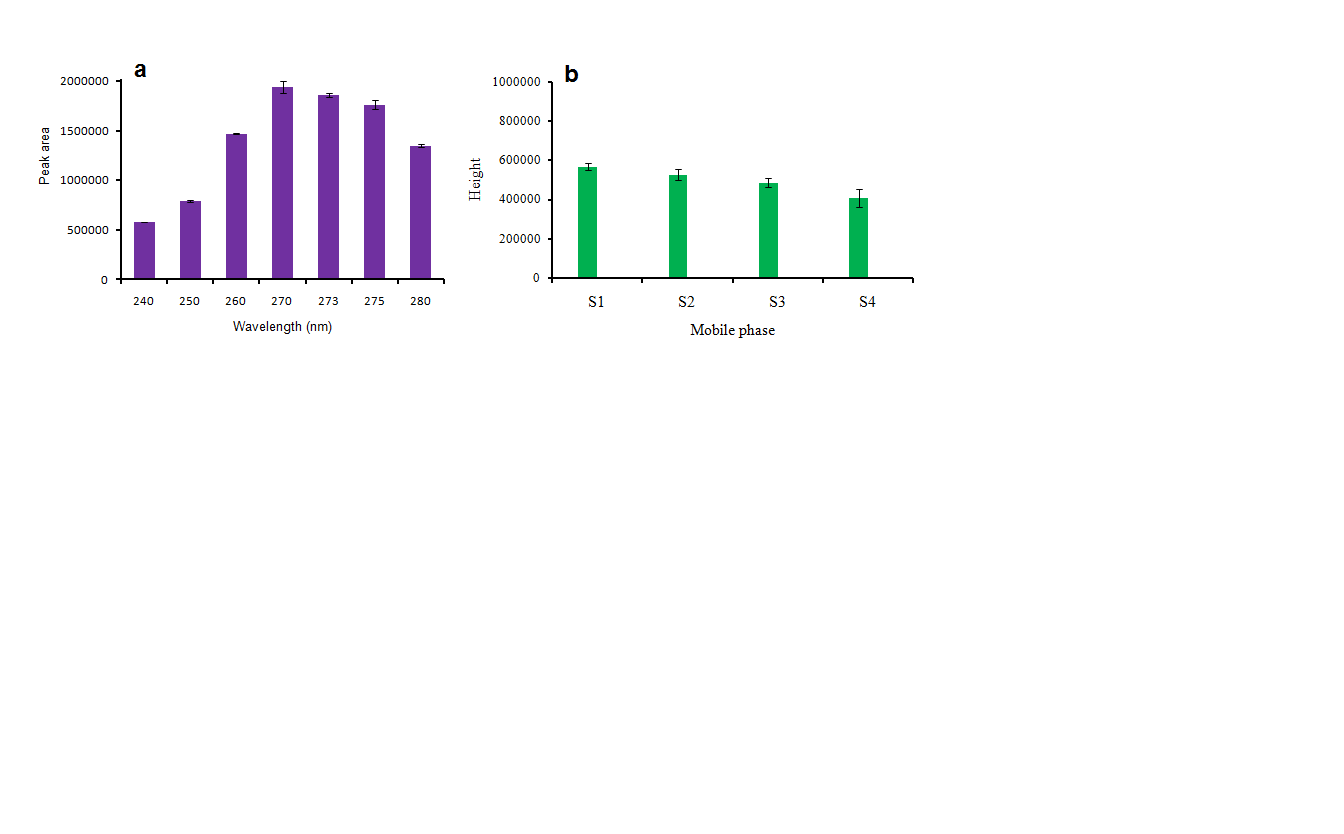 a
2000000
1500000
1000000
500000
0
Peak area
240 250 260 270 273 275 280
Wavelength (nm)
b
1000000
800000
600000
400000
200000
0
Height
S1 S2 S3 S4
Mobile phase